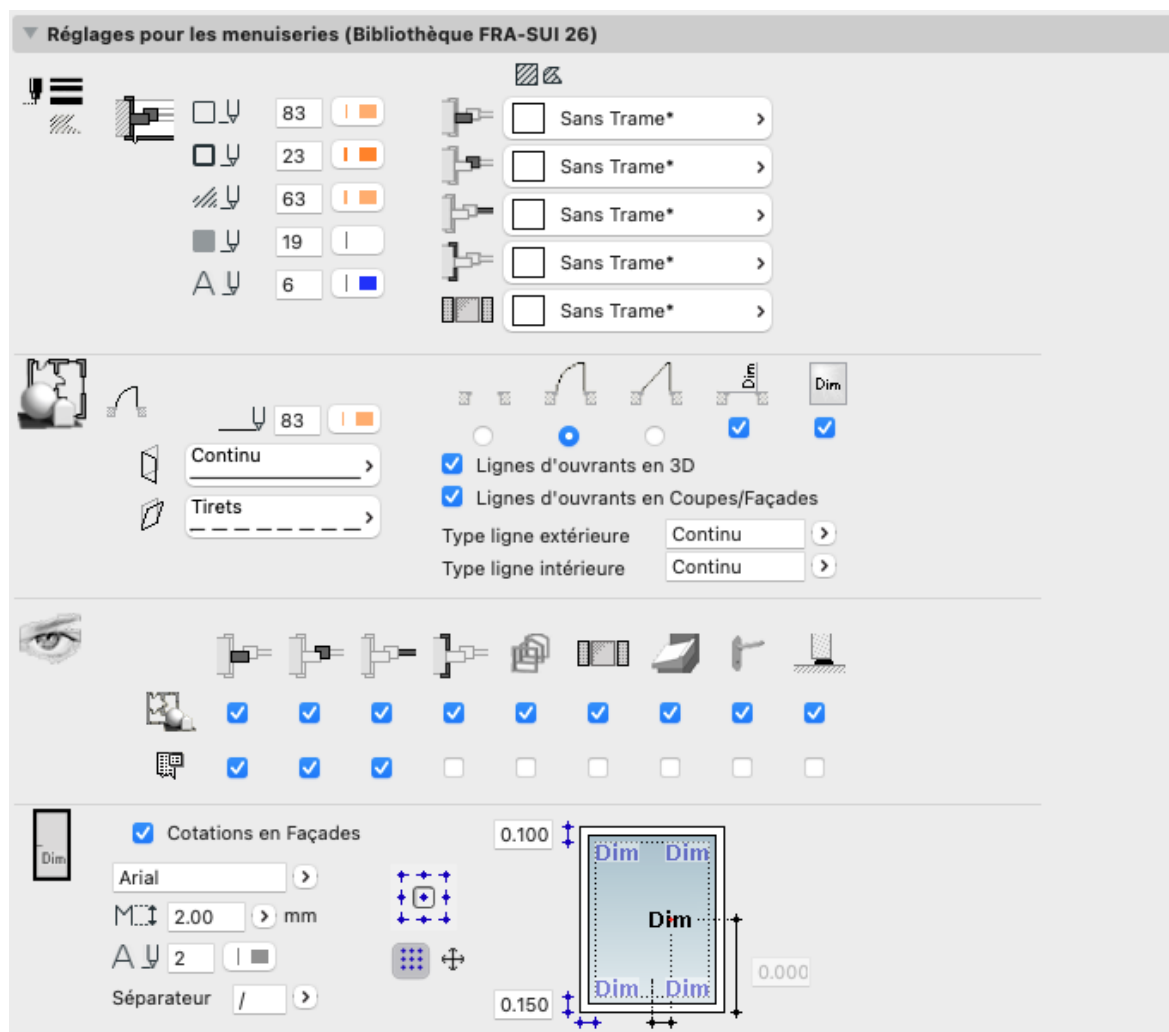 Réglages pour les menuiseries (Bibliothèque FRA-SUI 26)
83
Sans Trame*
23
Sans Trame*
63
Sans Trame*
19
Sans Trame*
A 6
Sans Trame*
Dim
Dim
83
Continu
Lignes d'ouvrants en 3D
Tirets
Lignes d'ouvrants en Coupes/Façades
Type ligne extérieure Continu
Type ligne intérieure Continu
Dim
Cotations en Façades
0.100
Dim Dim
Arial
M 2.00 mm
Dim
A 2
0.000
Séparateur /
0.150
Dim Dim